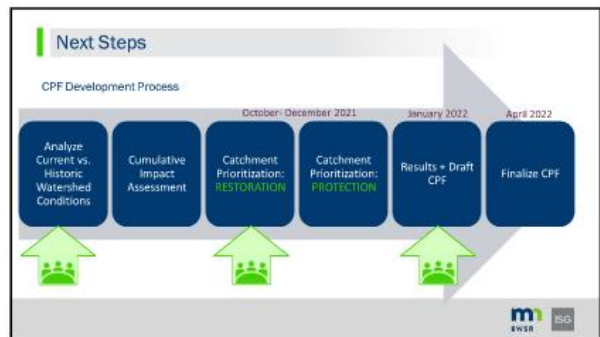 Next Steps
CPF Development Process
October- December 2021
January 2022
April 2022
Analyze
Current vs.
Historic
Watershed
Conditions
Cumulative
Impact
Assessment
Catchment
Prioritization:
RESTORATION
Catchment
Prioritization:
PROTECTION
Results + Draft
CPF
Finalize CPF
mn
BWSR
ISG